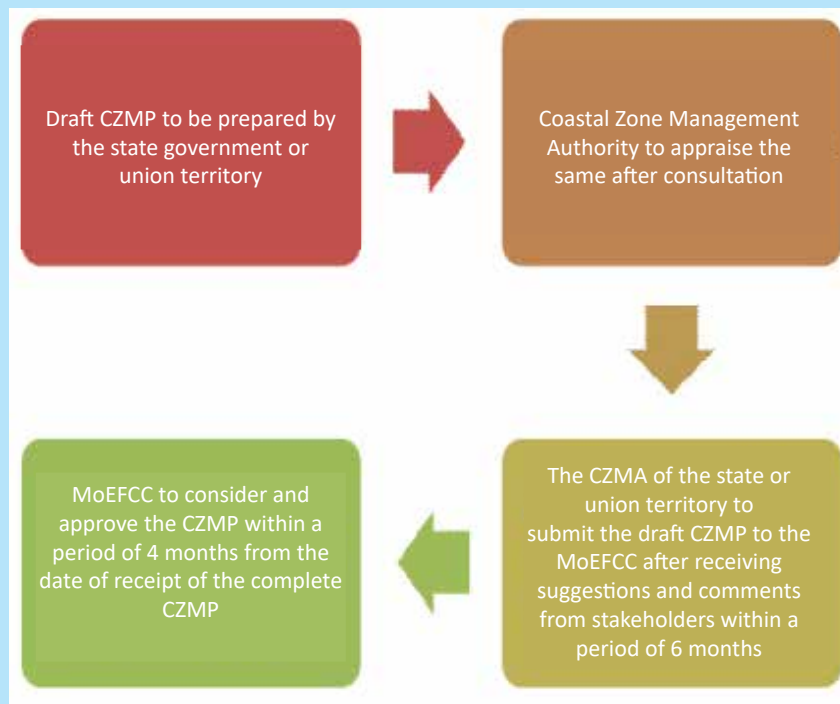 Draft CZMP to be prepared by
the state government or
union territory
Coastal Zone Management
Authority to appraise the
same after consultation
The CZMA of the state or
union territory to
submit the draft CZMP to the
MoEFCC after receiving
suggestions and comments
from stakeholders within a
period of 6 months
MoEFCC to consider and
approve the CZMP within a
period of 4 months from the
date of receipt of the complete
CZMP